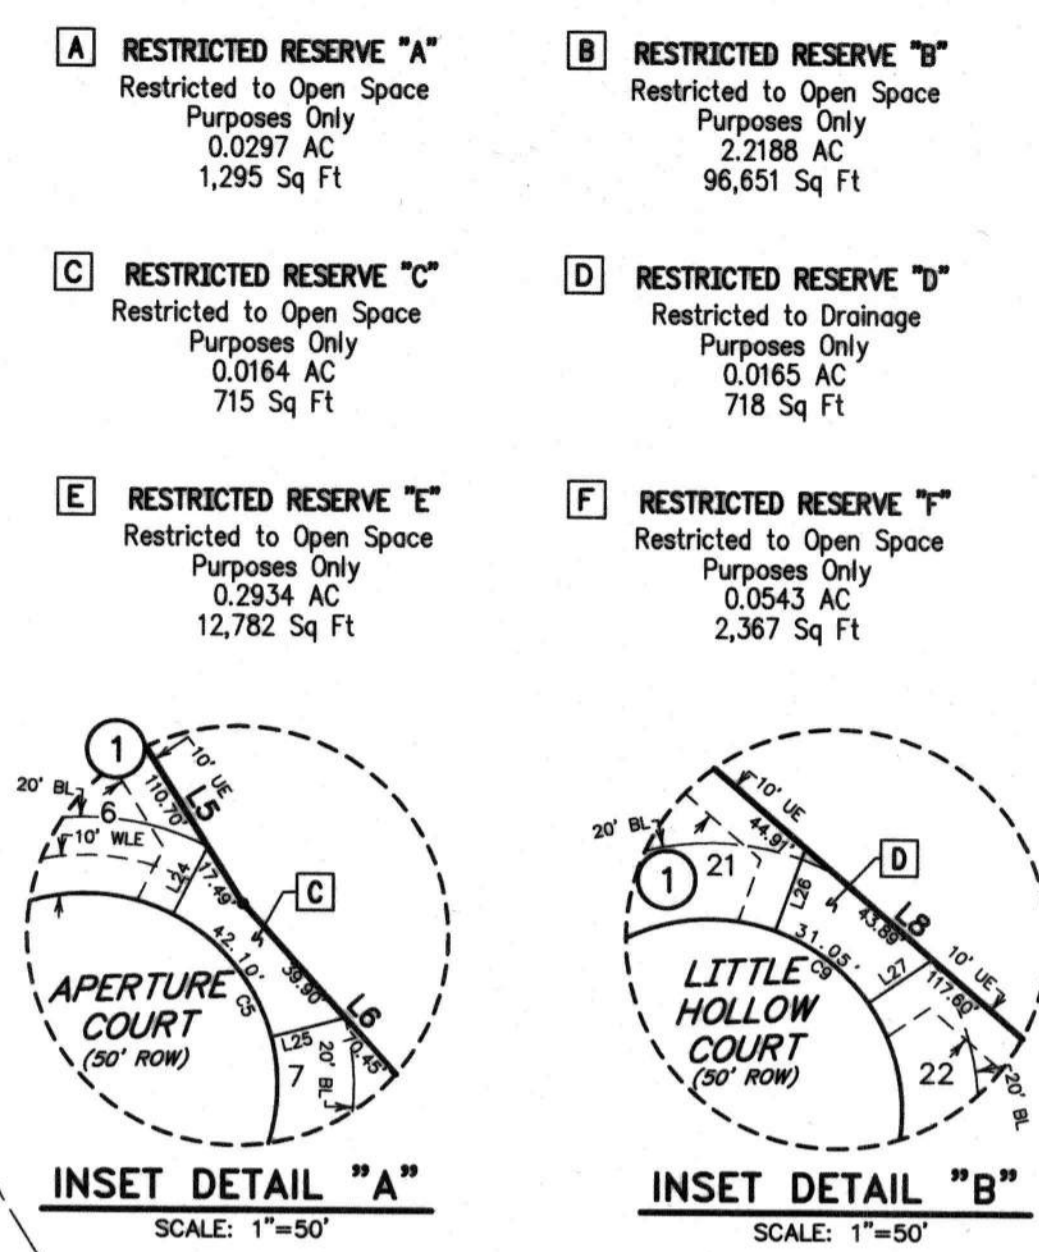 A RESTRICTED RESERVE "A"
Restricted to Open Space
Purposes Only
0.0297 AC
1,295 Sq Ft
B RESTRICTED RESERVE "B"
Restricted to Open Space
Purposes Only
2.2188 AC
96,651 Sq Ft
C RESTRICTED RESERVE "C"
Restricted to Open Space
Purposes Only
0.0164 AC
715 Sq Ft
D RESTRICTED RESERVE "D"
Restricted to Drainage
Purposes Only
0.0165 AC
718 Sq Ft
E RESTRICTED RESERVE "E"
Restricted to Open Space
Purposes Only
0.2934 AC
12,782 Sq Ft
F RESTRICTED RESERVE "F"
Restricted to Open Space
Purposes Only
0.0543 AC
2,367 Sq Ft
1
10' UE
110.70'
L5
20' BL
6
10' WLE
L24
17.49'
C
42.10'
C5
39.90'
L6
70.45'
L25
20' BL
7
APERTURE
COURT
(50' ROW)
INSET DETAIL "A"
SCALE: 1"=50'
10' UE
44.91'
20' BL
1
21
D
L26
43.89'
L8
31.05'
C9
L27
10' UE
117.60'
22
20' BL
LITTLE
HOLLOW
COURT
(50' ROW)
INSET DETAIL "B"
SCALE: 1"=50'